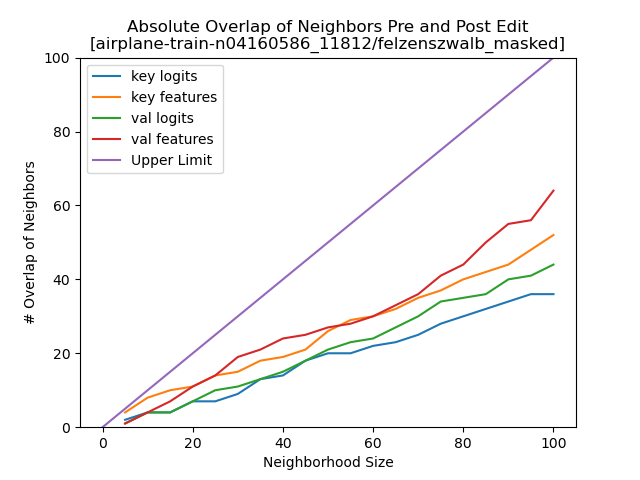 Absolute Overlap of Neighbors Pre and Post Edit
[airplane-train-n04160586_11812/felzenszwalb_masked]
key logits
key features
val logits
val features
Upper Limit
# Overlap of Neighbors
100
80
60
40
20
0
0 20 40 60 80 100
Neighborhood Size